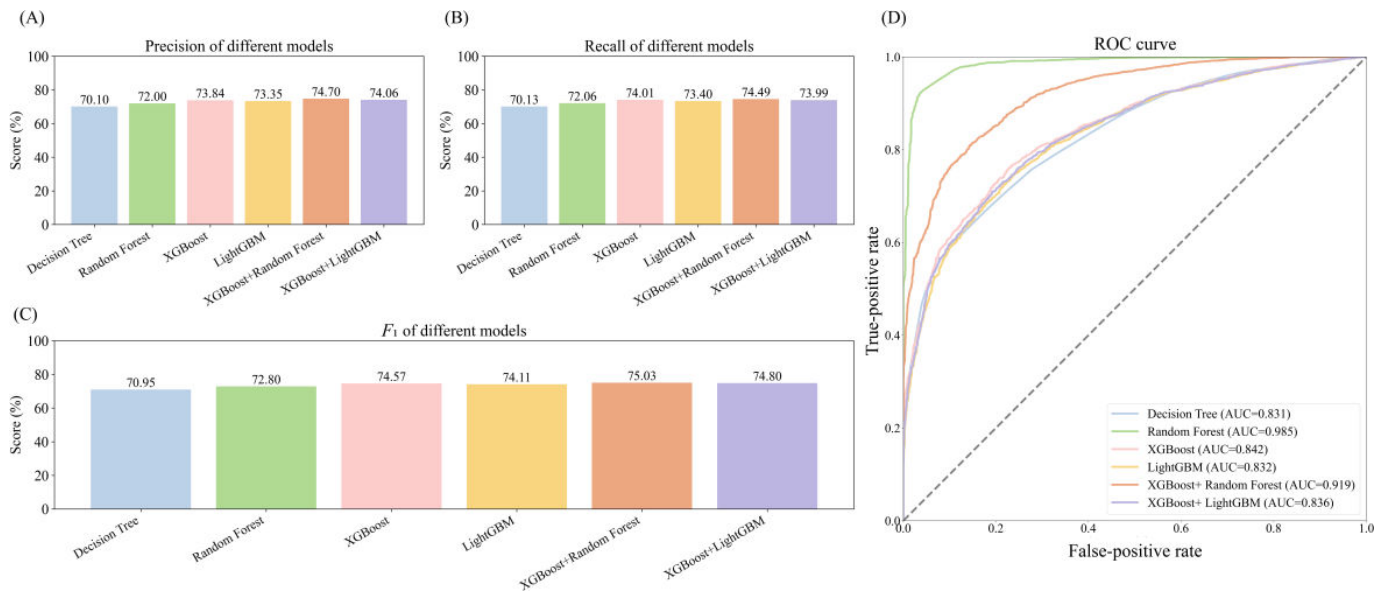 (A)
Precision of different models
Score (%)
100
80
60
40
20
0
70.10
72.00
73.84
73.35
74.70
74.06
Decision Tree
Random Forest
XGBoost
LightGBM
XGBoost+Random Forest
XGBoost+LightGBM
(B)
Recall of different models
Score (%)
100
80
60
40
20
0
70.13
72.06
74.01
73.40
74.49
73.99
Decision Tree
Random Forest
XGBoost
LightGBM
XGBoost+Random Forest
XGBoost+LightGBM
(C)
F₁ of different models
Score (%)
100
80
60
40
20
0
70.95
72.80
74.57
74.11
75.03
74.80
Decision Tree
Random Forest
XGBoost
LightGBM
XGBoost+Random Forest
XGBoost+LightGBM
(D)
ROC curve
True-positive rate
1.0
0.8
0.6
0.4
0.2
0.0
Decision Tree (AUC=0.831)
Random Forest (AUC=0.985)
XGBoost (AUC=0.842)
LightGBM (AUC=0.832)
XGBoost+ Random Forest (AUC=0.919)
XGBoost+ LightGBM (AUC=0.836)
0.0
0.2
0.4
0.6
0.8
1.0
False-positive rate